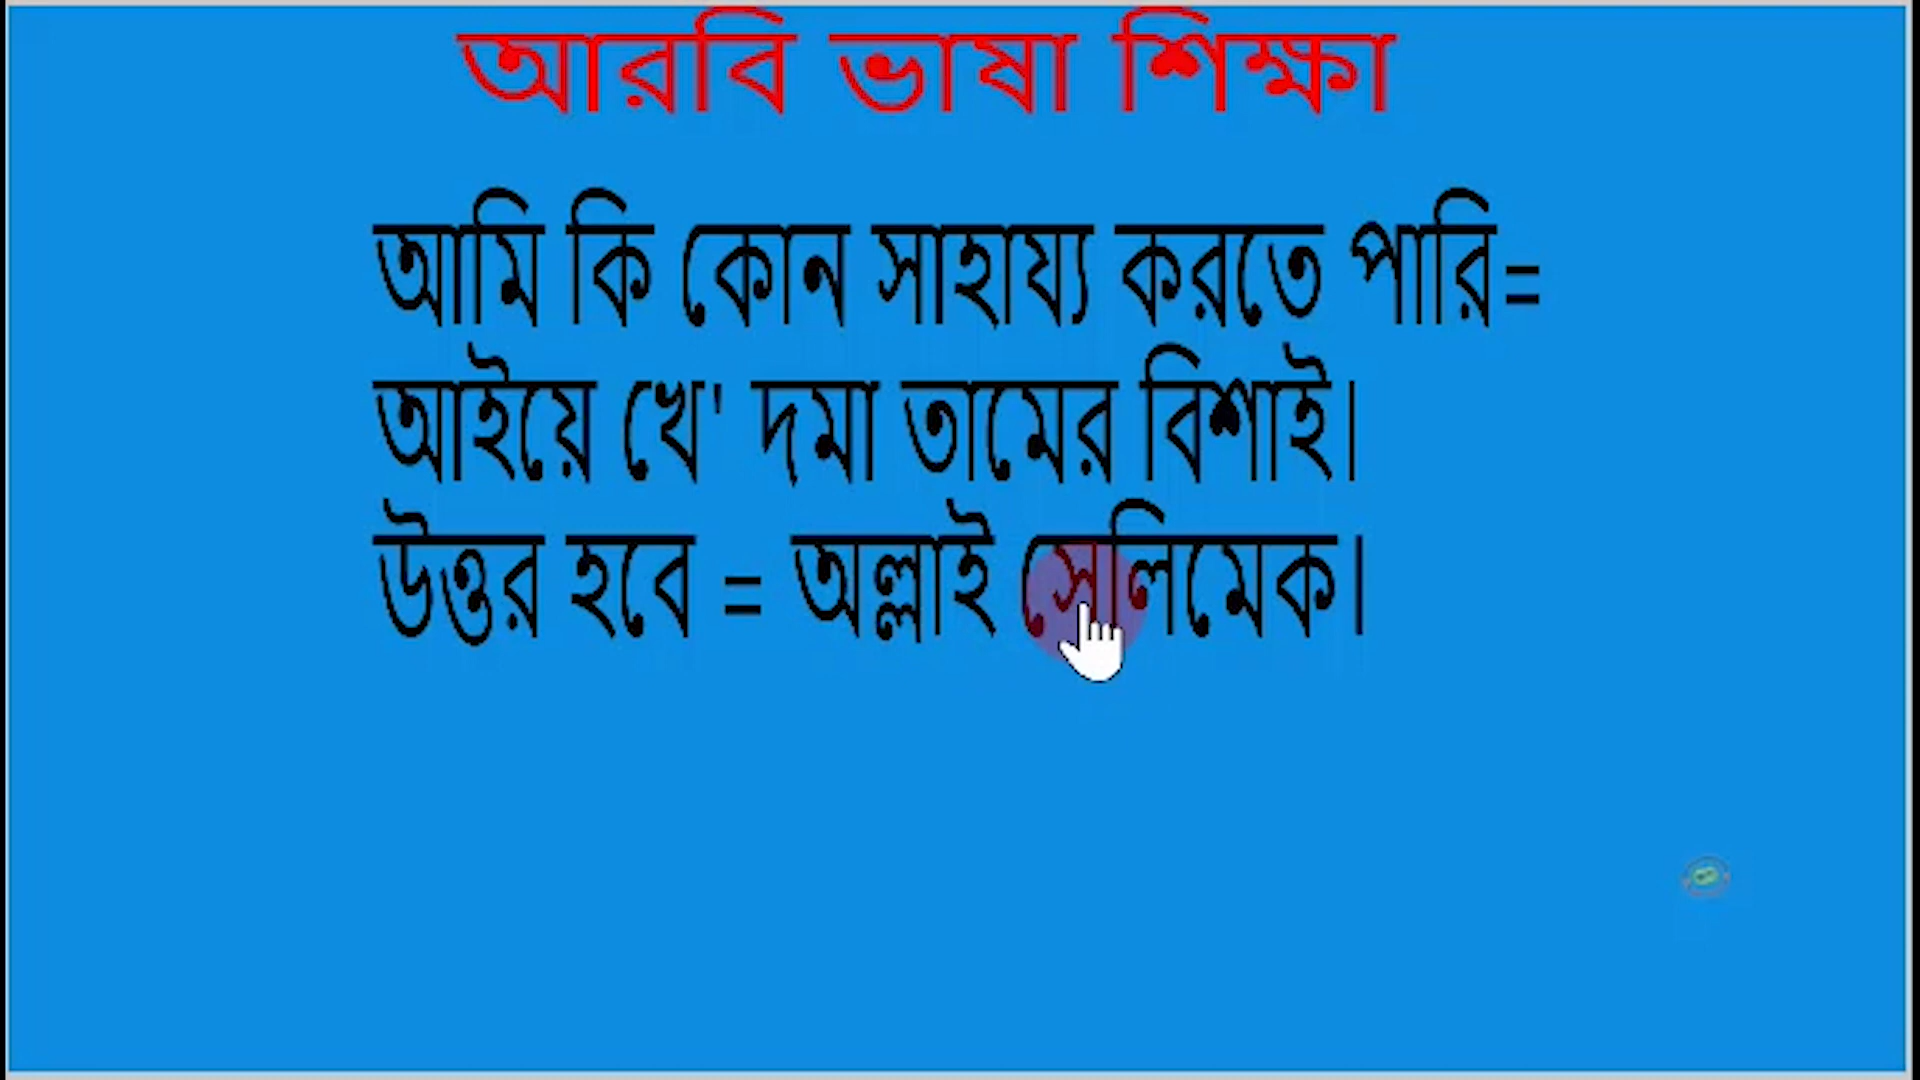 আরবি ভাষা শিক্ষা
আমি কি কোন সাহায্য করতে পারি=
আইয়ে খে' দমা তামের বিশাই।
উত্তর হবে = অল্লাই সেলিমেক।